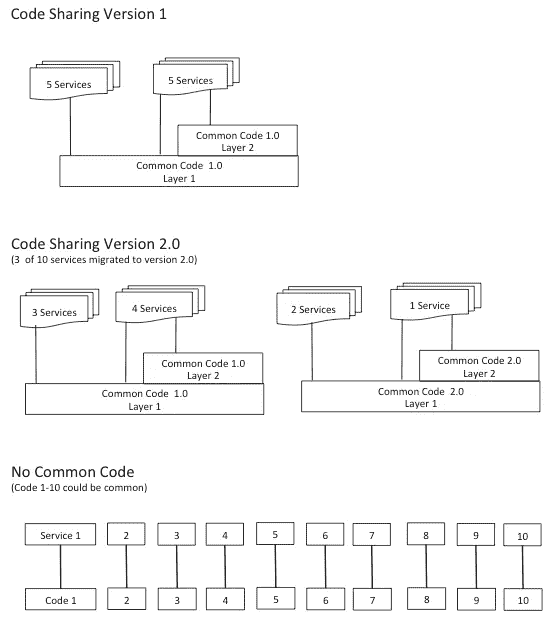 Code Sharing Version 1
5 Services
5 Services
Common Code 1.0
Layer 2
Common Code 1.0
Layer 1
Code Sharing Version 2.0
(3 of 10 services migrated to version 2.0)
3 Services
4 Services
2 Services
1 Service
Common Code 1.0
Layer 2
Common Code 2.0
Layer 2
Common Code 1.0
Layer 1
Common Code 2.0
Layer 1
No Common Code
(Code 1-10 could be common)
Service 1 2 3 4 5 6 7 8 9 10
Code 1 2 3 4 5 6 7 8 9 10